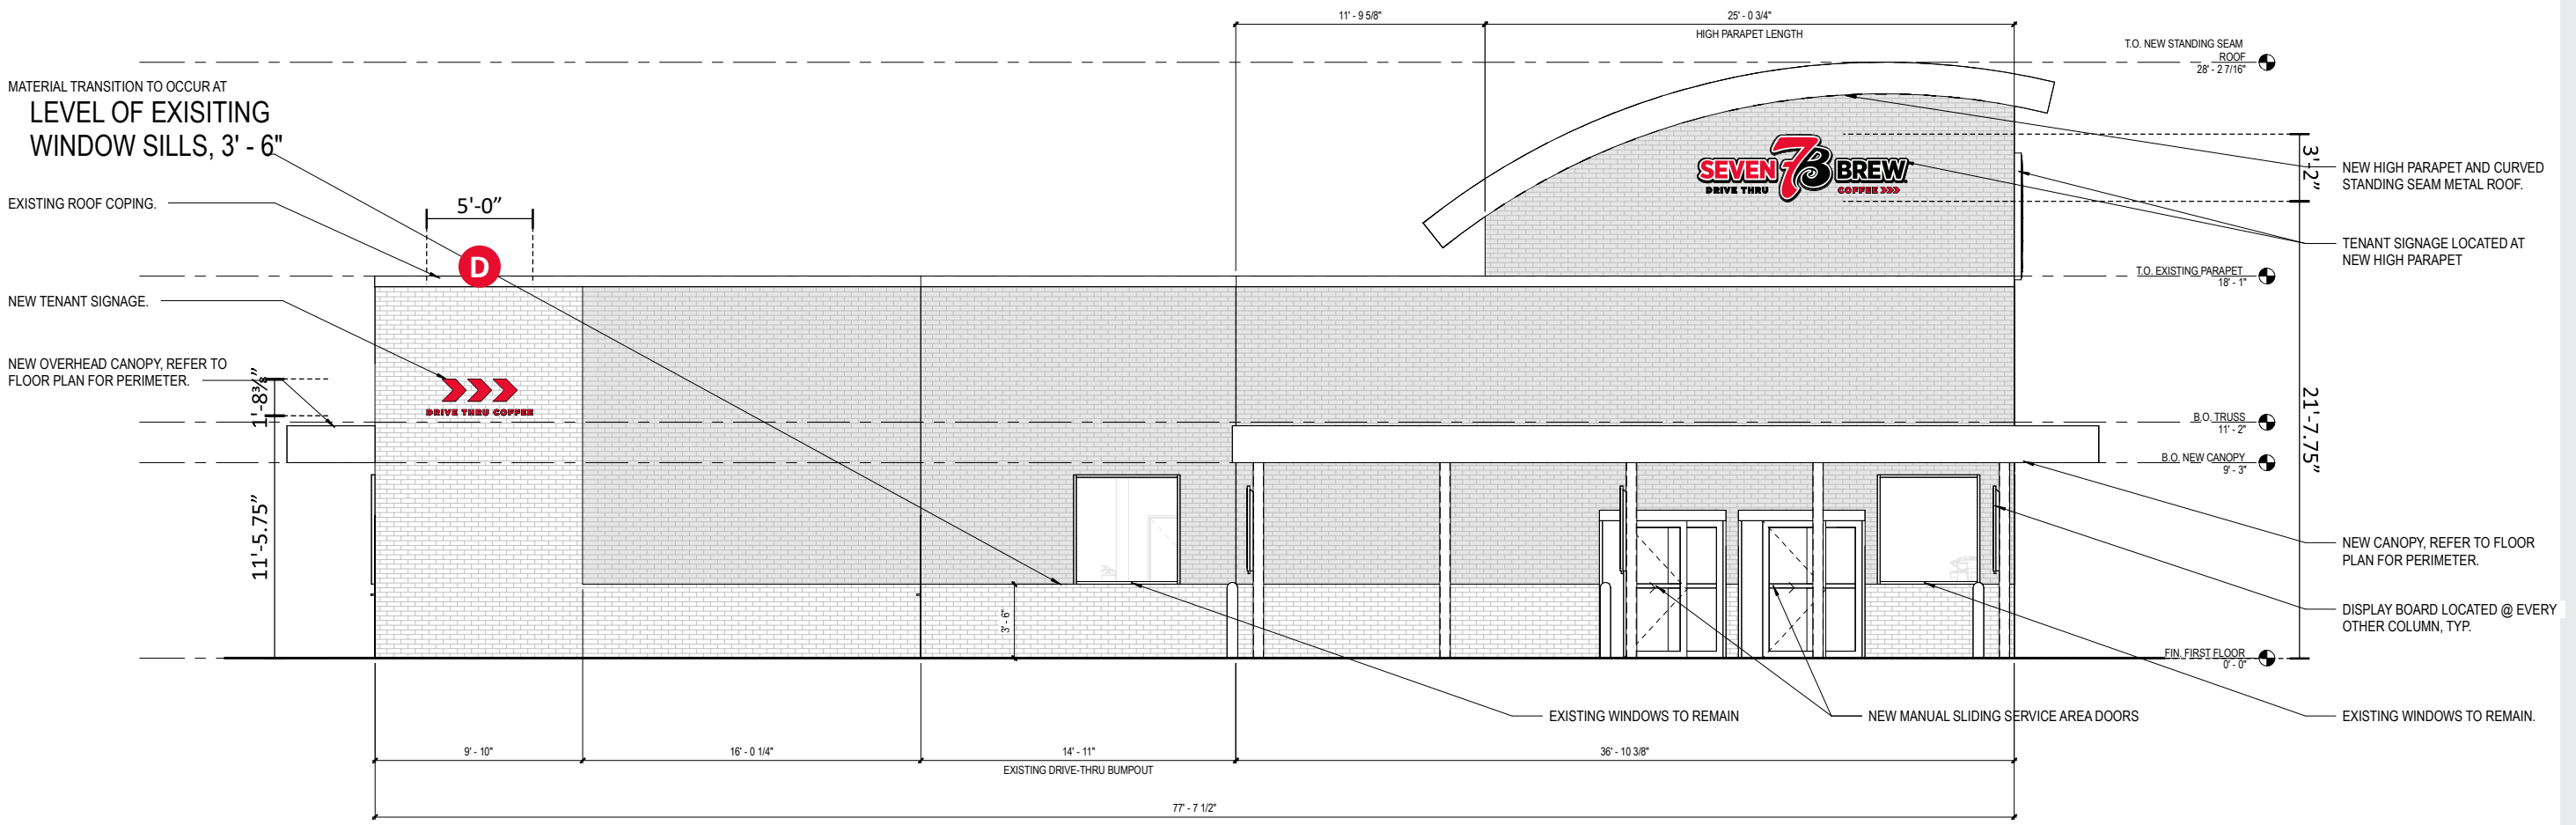 11' - 9 5/8"
25' - 0 3/4"
HIGH PARAPET LENGTH
T.O. NEW STANDING SEAM
ROOF
28' - 2 7/16"
MATERIAL TRANSITION TO OCCUR AT
LEVEL OF EXISITING
WINDOW SILLS, 3' - 6"
EXISTING ROOF COPING.
5'-0”
D
NEW TENANT SIGNAGE.
NEW OVERHEAD CANOPY, REFER TO
FLOOR PLAN FOR PERIMETER.
1'-8¾”
11'-5.75”
DRIVE THRU COFFEE
SEVEN 7B BREW
DRIVE THRU COFFEE >>>
3'-2”
NEW HIGH PARAPET AND CURVED
STANDING SEAM METAL ROOF.
TENANT SIGNAGE LOCATED AT
NEW HIGH PARAPET
T.O. EXISTING PARAPET
18' - 1"
21'-7.75”
B.O. TRUSS
11' - 2"
B.O. NEW CANOPY
9' - 3"
NEW CANOPY, REFER TO FLOOR
PLAN FOR PERIMETER.
DISPLAY BOARD LOCATED @ EVERY
OTHER COLUMN, TYP.
3' - 6"
FIN. FIRST FLOOR
0' - 0"
EXISTING WINDOWS TO REMAIN
NEW MANUAL SLIDING SERVICE AREA DOORS
EXISTING WINDOWS TO REMAIN.
9' - 10"
16' - 0 1/4"
14' - 11"
EXISTING DRIVE-THRU BUMPOUT
36' - 10 3/8"
77' - 7 1/2"